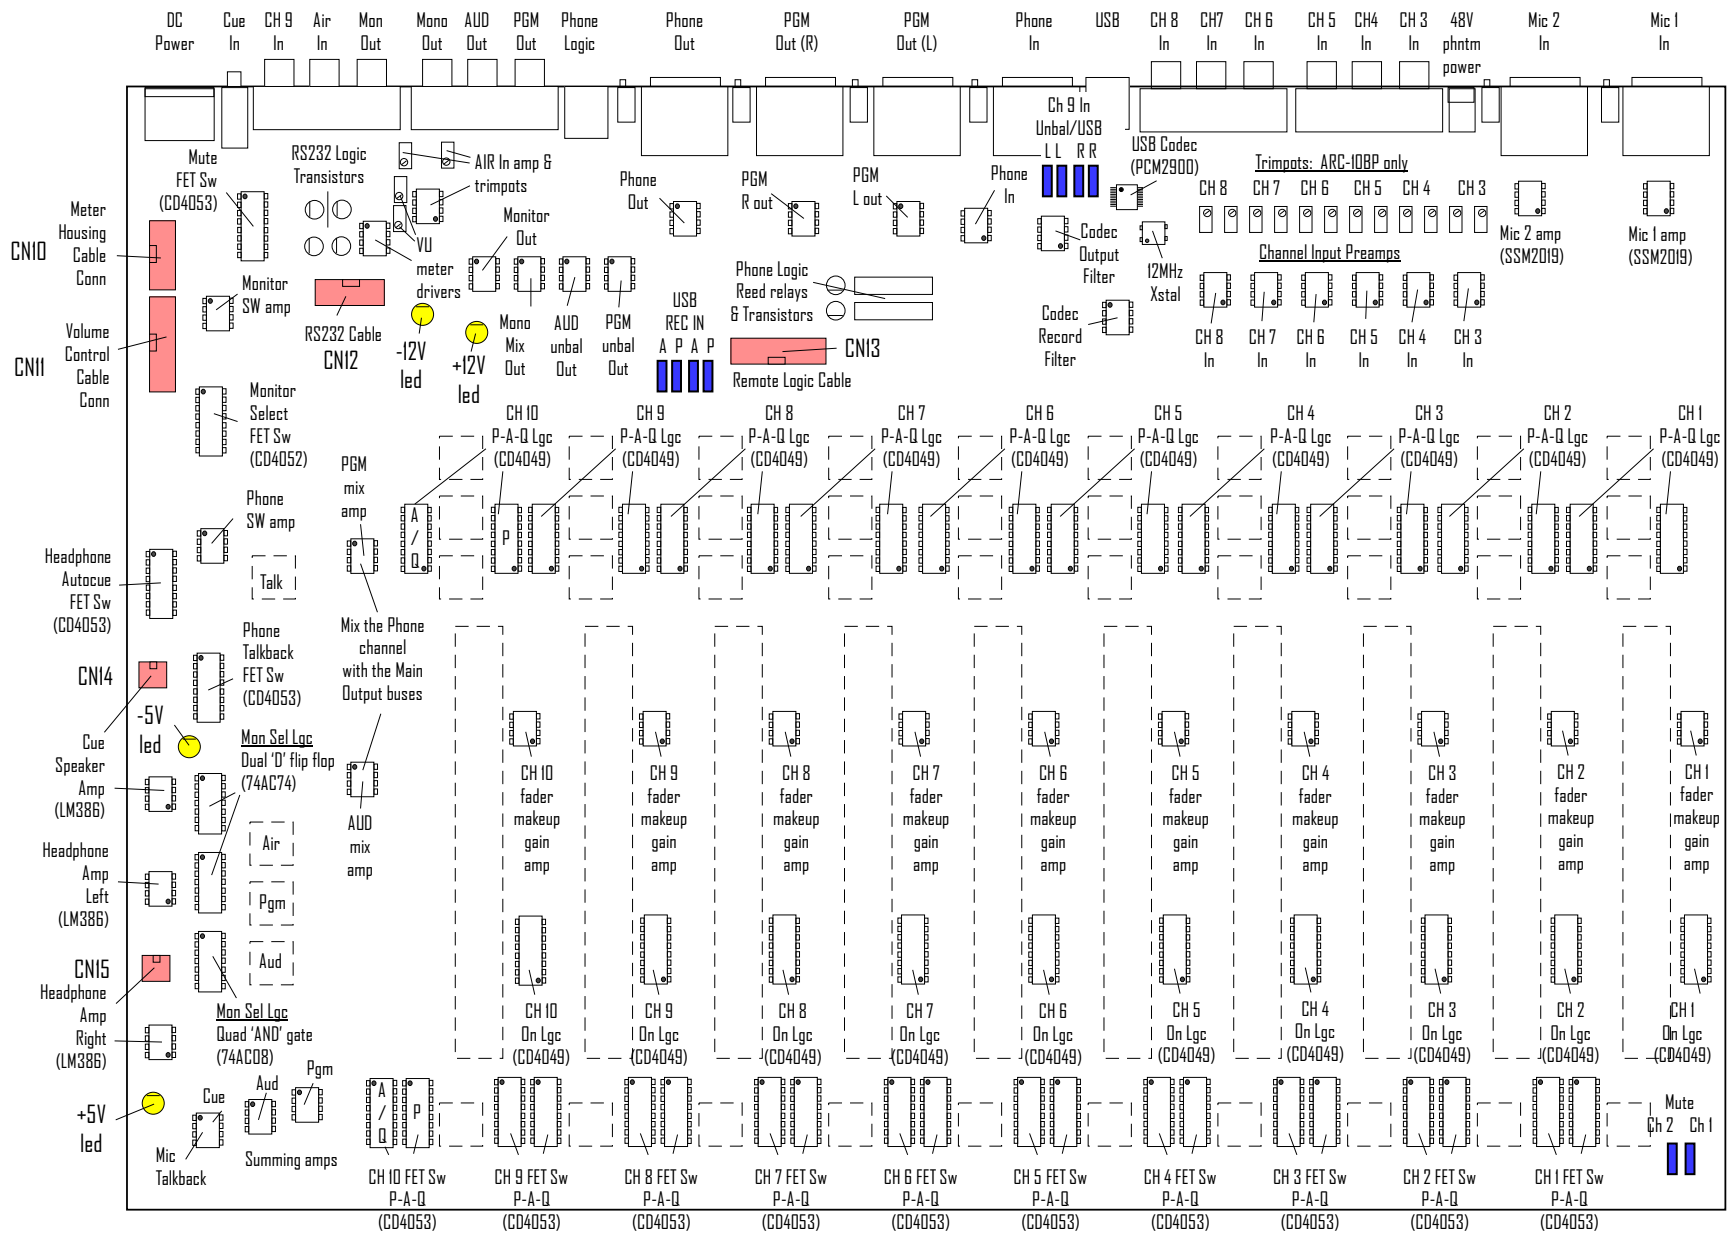 DC
Power
Cue
In
CH 9
In
Air
In
Mon
Out
Mono
Out
AUD
Out
PGM
Out
Phone
Logic
Phone
Out
PGM
Out (R)
PGM
Out (L)
Phone
In
USB
CH 8
In
CH7
In
CH 6
In
CH 5
In
CH4
In
CH 3
In
48V
phntm
power
Mic 2
In
Mic 1
In
Mute
FET Sw
(CD4053)
RS232 Logic
Transistors
AIR In amp &
trimpots
Phone
Out
PGM
R out
PGM
L out
Phone
In
Ch 9 In
Unbal/USB
L L R R
USB Codec
(PCM2900)
Trimpots: ARC-10BP only
CH 8
CH 7
CH 6
CH 5
CH 4
CH 3
Mic 2 amp
(SSM2019)
Mic 1 amp
(SSM2019)
CN10
Meter
Housing
Cable
Conn
VU
meter
drivers
Monitor
Out
Codec
Output
Filter
12MHz
Xstal
Channel Input Preamps
CH 8
In
CH 7
In
CH 6
In
CH 5
In
CH 4
In
CH 3
In
CN11
Volume
Control
Cable
Conn
Monitor
SW amp
RS232 Cable
CN12
-12V
led
+12V
led
Mono
Mix
Out
AUD
unbal
Out
PGM
unbal
Out
USB
REC IN
A P A P
Phone Logic
Reed relays
& Transistors
CN13
Remote Logic Cable
Codec
Record
Filter
Monitor
Select
FET Sw
(CD4052)
CH 10
P-A-Q Lgc
(CD4049)
CH 9
P-A-Q Lgc
(CD4049)
CH 8
P-A-Q Lgc
(CD4049)
CH 7
P-A-Q Lgc
(CD4049)
CH 6
P-A-Q Lgc
(CD4049)
CH 5
P-A-Q Lgc
(CD4049)
CH 4
P-A-Q Lgc
(CD4049)
CH 3
P-A-Q Lgc
(CD4049)
CH 2
P-A-Q Lgc
(CD4049)
CH 1
P-A-Q Lgc
(CD4049)
PGM
mix
amp
A
/
Q
P
Phone
SW amp
Talk
Headphone
Autocue
FET Sw
(CD4053)
Mix the Phone
channel
with the Main
Output buses
Phone
Talkback
FET Sw
(CD4053)
CN14
-5V
led
Cue
Speaker
Amp
(LM386)
Mon Sel Lgc
Dual 'D' flip flop
(74AC74)
AUD
mix
amp
CH 10
fader
makeup
gain
amp
CH 9
fader
makeup
gain
amp
CH 8
fader
makeup
gain
amp
CH 7
fader
makeup
gain
amp
CH 6
fader
makeup
gain
amp
CH 5
fader
makeup
gain
amp
CH 4
fader
makeup
gain
amp
CH 3
fader
makeup
gain
amp
CH 2
fader
makeup
gain
amp
CH 1
fader
makeup
gain
amp
Air
Pgm
Aud
Headphone
Amp
Left
(LM386)
CN15
Headphone
Amp
Right
(LM386)
Mon Sel Lgc
Quad 'AND' gate
(74AC08)
CH 10
On Lgc
(CD4049)
CH 9
On Lgc
(CD4049)
CH 8
On Lgc
(CD4049)
CH 7
On Lgc
(CD4049)
CH 6
On Lgc
(CD4049)
CH 5
On Lgc
(CD4049)
CH 4
On Lgc
(CD4049)
CH 3
On Lgc
(CD4049)
CH 2
On Lgc
(CD4049)
CH 1
On Lgc
(CD4049)
+5V
led
Mic
Talkback
Cue
Aud
Pgm
Summing amps
A
/
Q
P
CH 10 FET Sw
P-A-Q
(CD4053)
CH 9 FET Sw
P-A-Q
(CD4053)
CH 8 FET Sw
P-A-Q
(CD4053)
CH 7 FET Sw
P-A-Q
(CD4053)
CH 6 FET Sw
P-A-Q
(CD4053)
CH 5 FET Sw
P-A-Q
(CD4053)
CH 4 FET Sw
P-A-Q
(CD4053)
CH 3 FET Sw
P-A-Q
(CD4053)
CH 2 FET Sw
P-A-Q
(CD4053)
CH 1 FET Sw
P-A-Q
(CD4053)
Mute
Ch 2 Ch 1